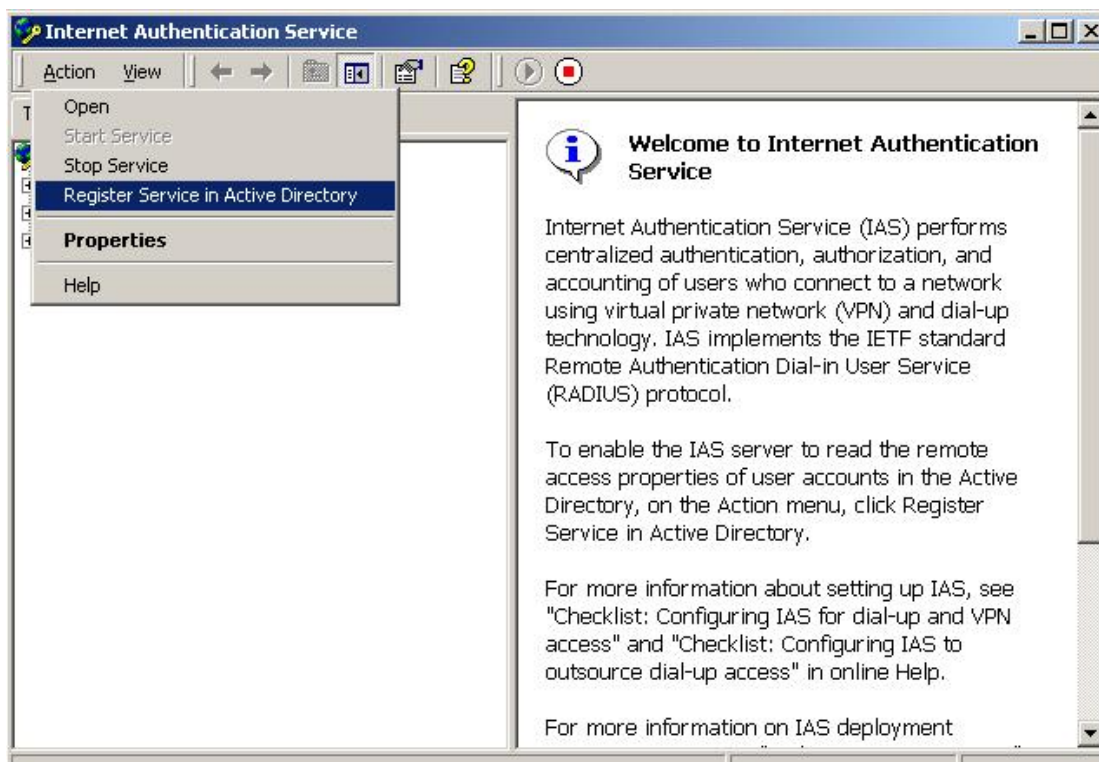 Internet Authentication Service
Action View
T
Open
Start Service
Stop Service
Register Service in Active Directory
Properties
Help
Welcome to Internet Authentication
Service
Internet Authentication Service (IAS) performs
centralized authentication, authorization, and
accounting of users who connect to a network
using virtual private network (VPN) and dial-up
technology. IAS implements the IETF standard
Remote Authentication Dial-in User Service
(RADIUS) protocol.
To enable the IAS server to read the remote
access properties of user accounts in the Active
Directory, on the Action menu, click Register
Service in Active Directory.
For more information about setting up IAS, see
"Checklist: Configuring IAS for dial-up and VPN
access" and "Checklist: Configuring IAS to
outsource dial-up access" in online Help.
For more information on IAS deployment